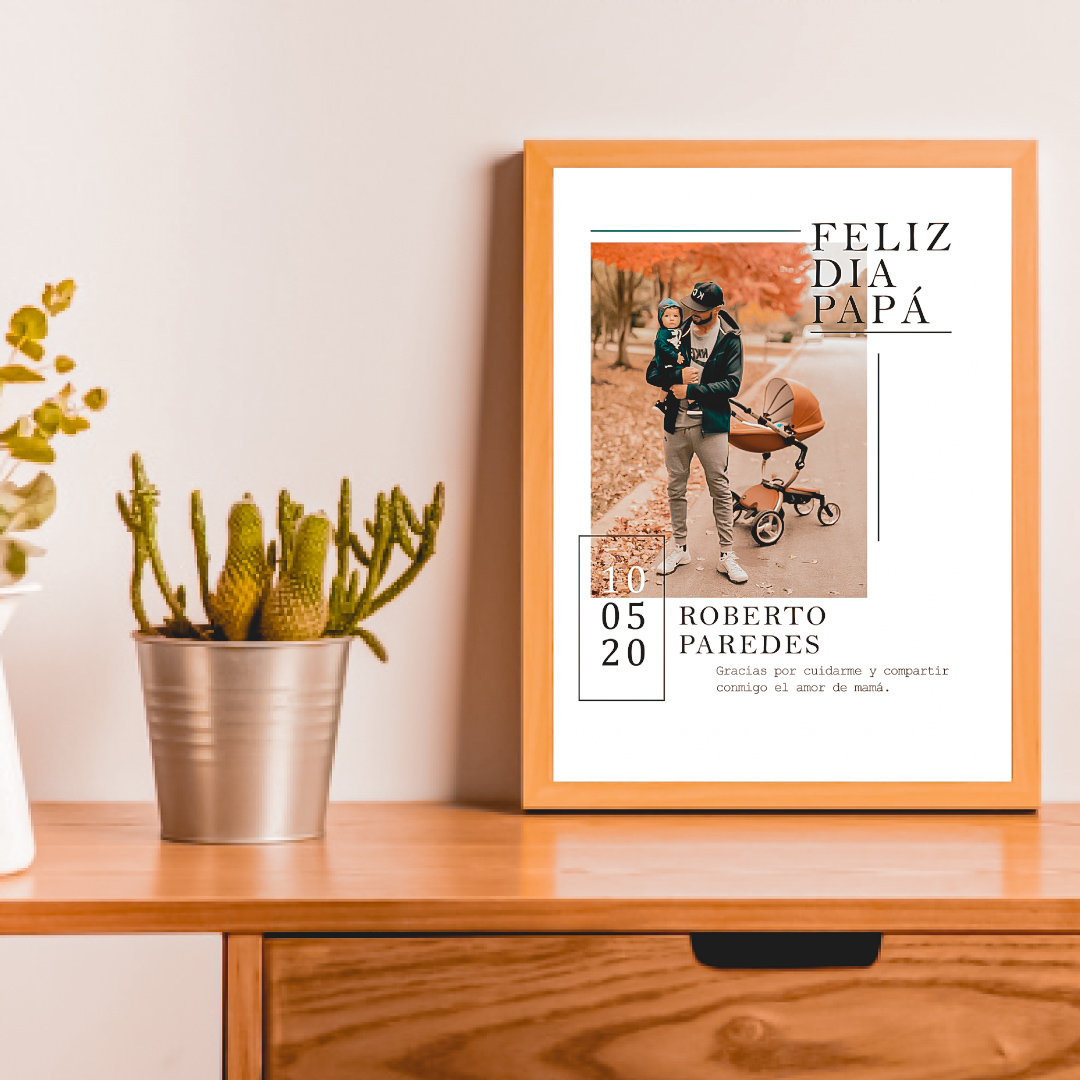 FELIZ
DIA
PAPÁ
10
05
20
ROBERTO
PAREDES
Gracias por cuidarme y compartir
conmigo el amor de mamá.